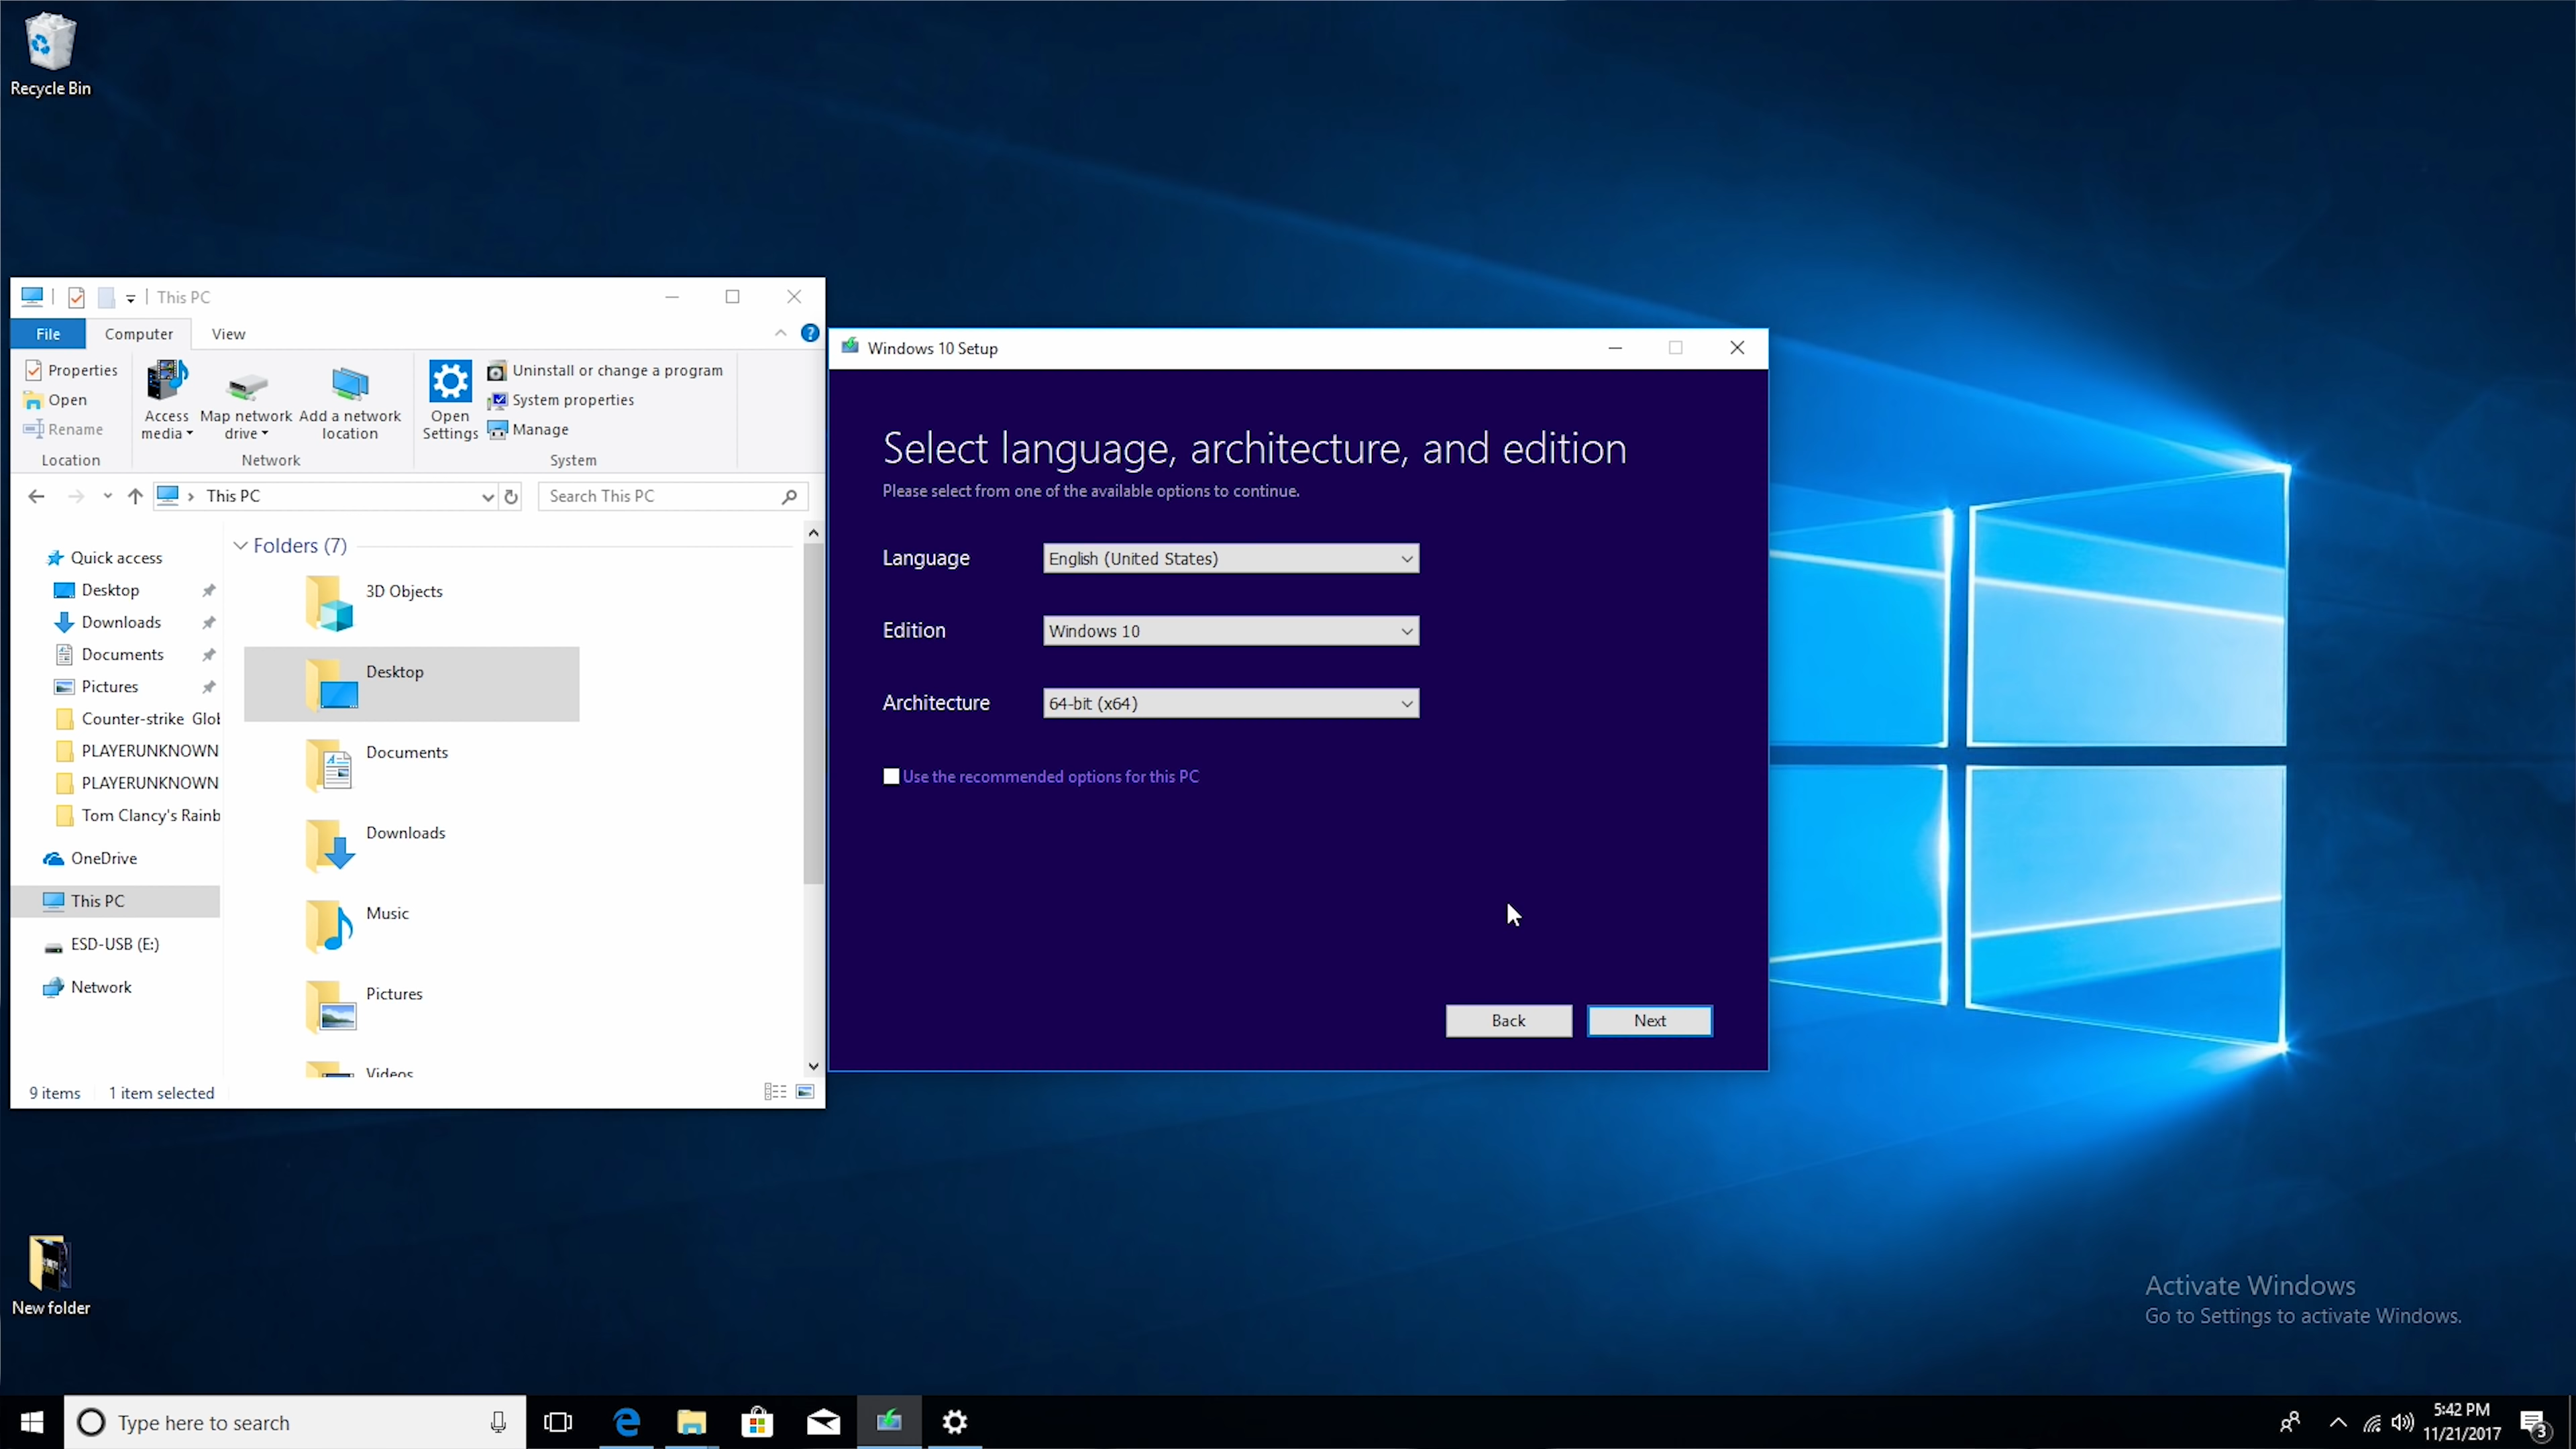 Recycle Bin
This PC
File
Computer
View
Properties
Open
Rename
Location
Access media
Map network drive
Add a network location
Network
Open Settings
Uninstall or change a program
System properties
Manage
System
This PC
Search This PC
Quick access
Desktop
Downloads
Documents
Pictures
Counter-strike Glob
PLAYERUNKNOWN
PLAYERUNKNOWN
Tom Clancy's Rainb
OneDrive
This PC
ESD-USB (E:)
Network
Folders (7)
3D Objects
Desktop
Documents
Downloads
Music
Pictures
Videos
9 items
1 item selected
Windows 10 Setup
Select language, architecture, and edition
Please select from one of the available options to continue.
Language
English (United States)
Edition
Windows 10
Architecture
64-bit (x64)
Use the recommended options for this PC
Back
Next
New folder
Activate Windows
Go to Settings to activate Windows.
Type here to search
5:42 PM
11/21/2017
3